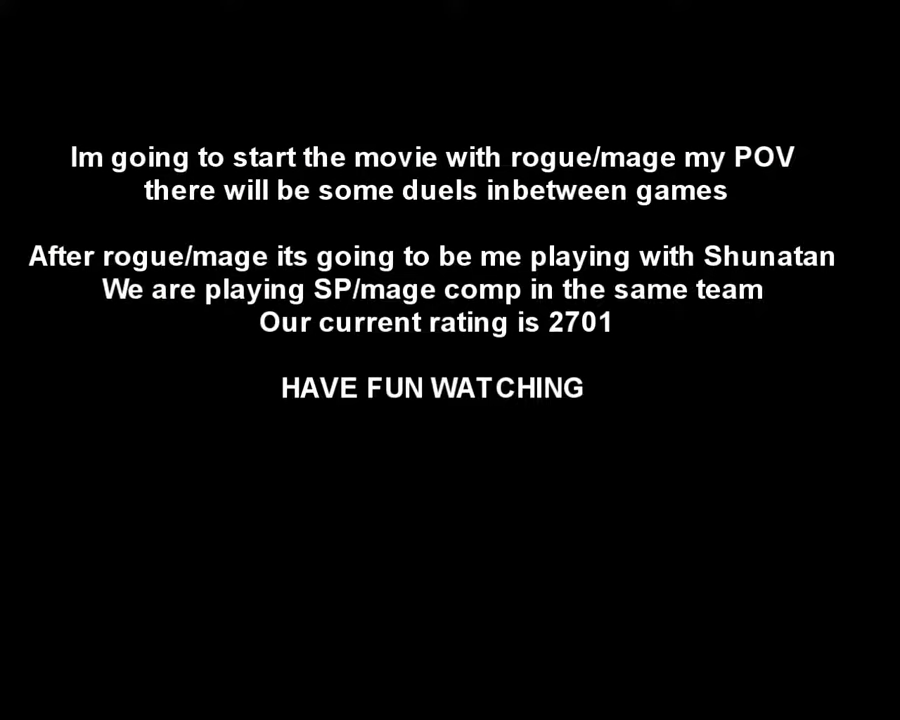 Im going to start the movie with rogue/mage my POV
there will be some duels inbetween games
After rogue/mage its going to be me playing with Shunatan
We are playing SP/mage comp in the same team
Our current rating is 2701
HAVE FUN WATCHING